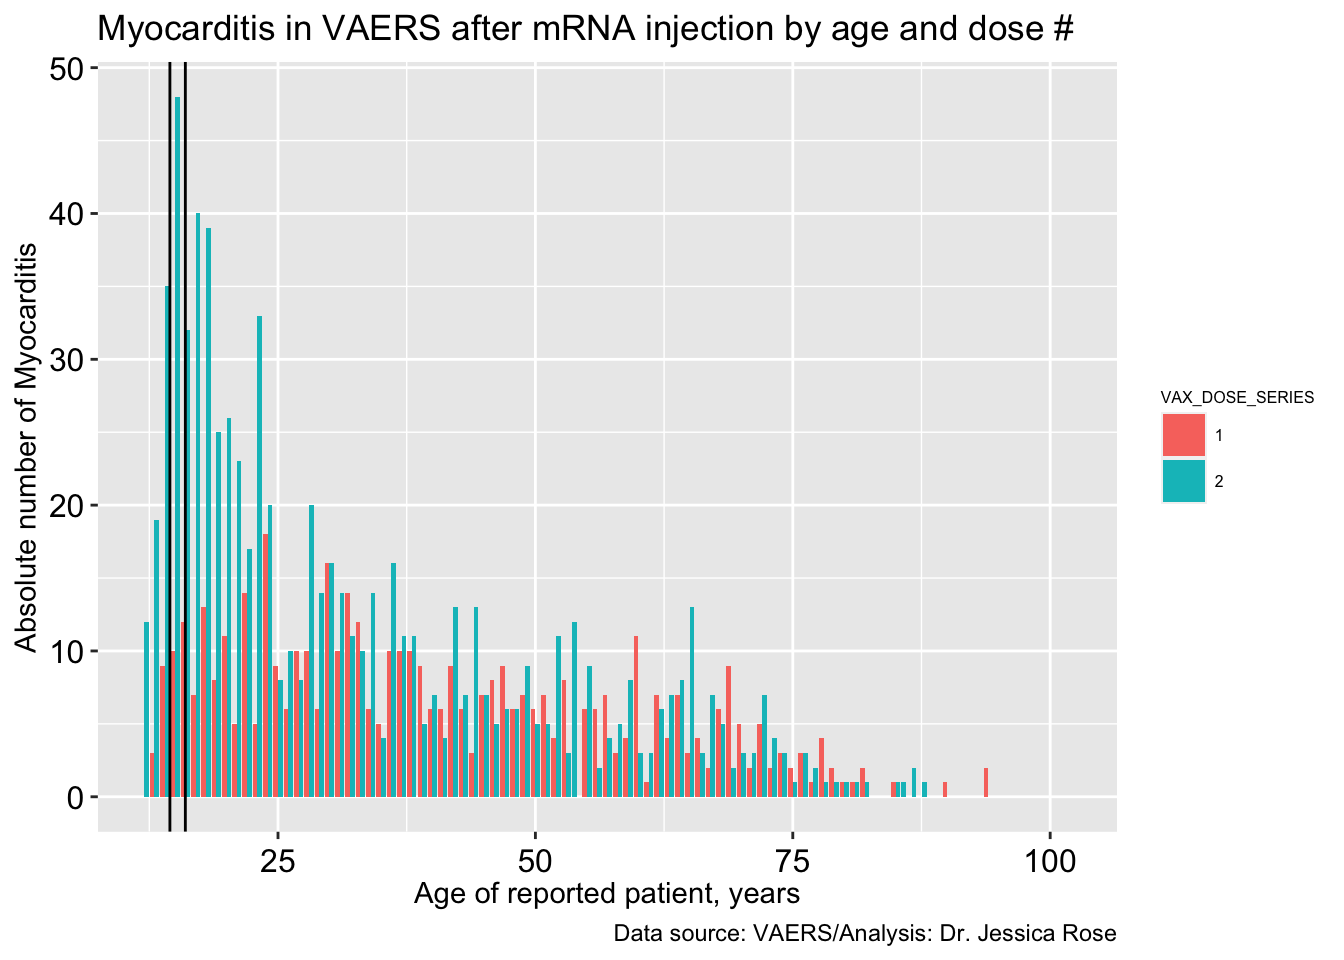 Myocarditis in VAERS after mRNA injection by age and dose #
50
40
30
20
10
0
Absolute number of Myocarditis
25 50 75 100
Age of reported patient, years
VAX_DOSE_SERIES
1
2
Data source: VAERS/Analysis: Dr. Jessica Rose